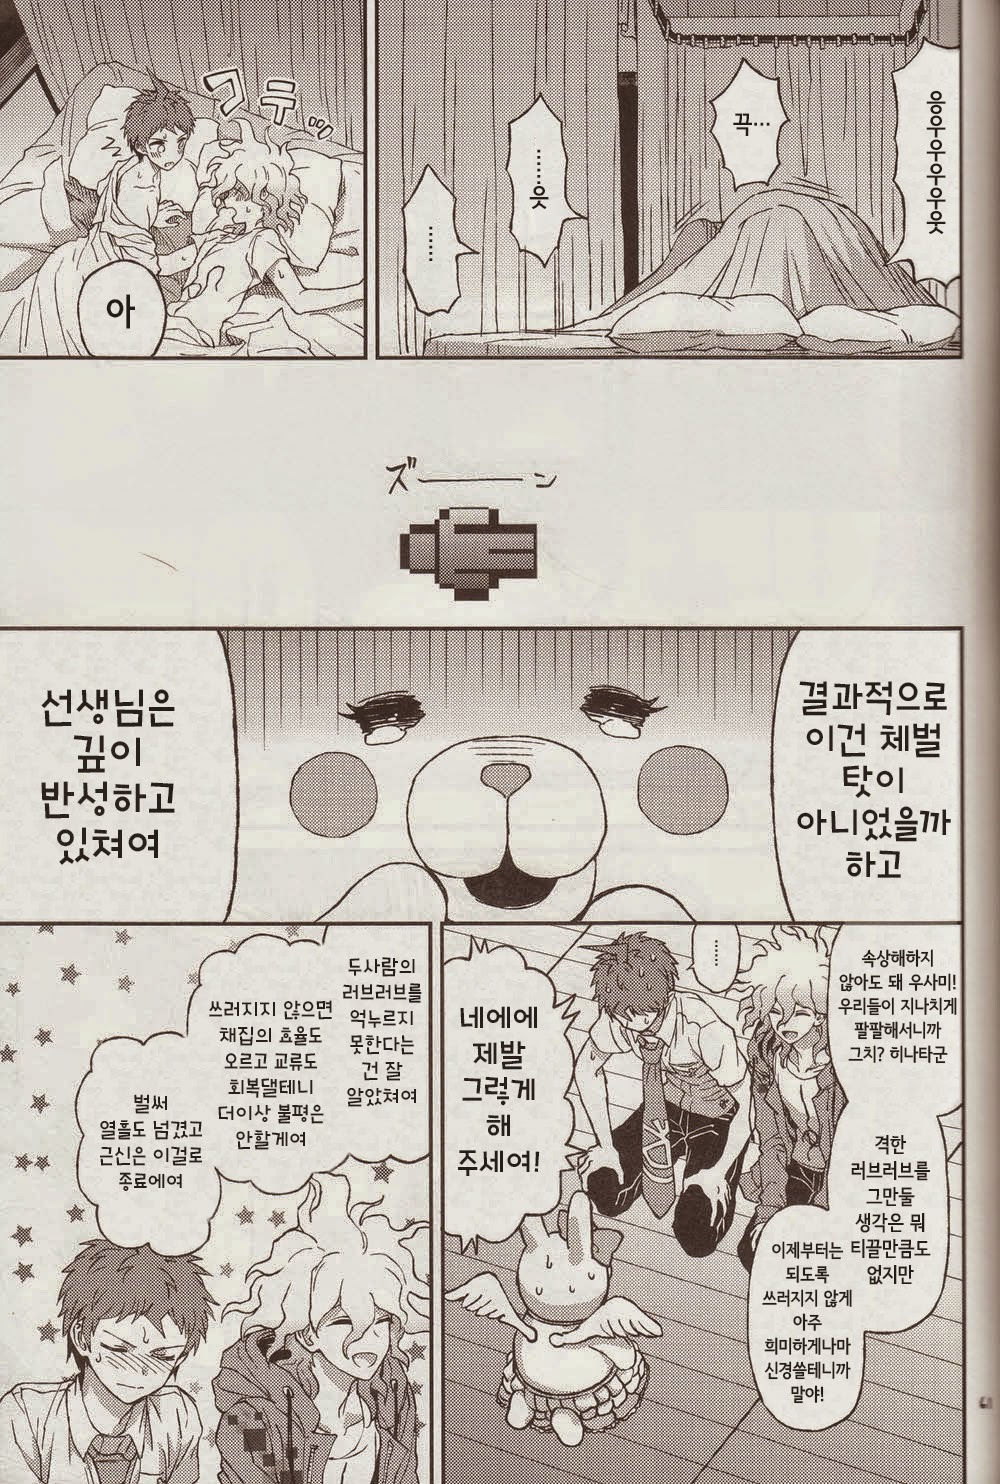 응우우우우우읏
꼭…
……읏
……
コテッ
아
ズーン
결과적으로
이건 체벌
탓이
아니었을까
하고
선생님은
깊이
반성하고
있쳐여
속상해하지
않아도 돼 우사미!
우리들이 지나치게
팔팔해서니까
그치? 히나타군
……
격한
러브러브를
그만둘
생각은 뭐
티끌만큼도
없지만
이제부터는
되도록
쓰러지지 않게
아주
희미하게나마
신경쓸테니까
말야!
네에에
제발
그렇게
해
주세여!
두사람의
러브러브를
억누르지
못한다는
건 잘
알았쳐여
쓰러지지 않으면
채집의 효율도
오르고 교류도
회복댈테니
더이상 불평은
안할게여
벌써
열흘도 넘겼고
근신은 이걸로
종료에여